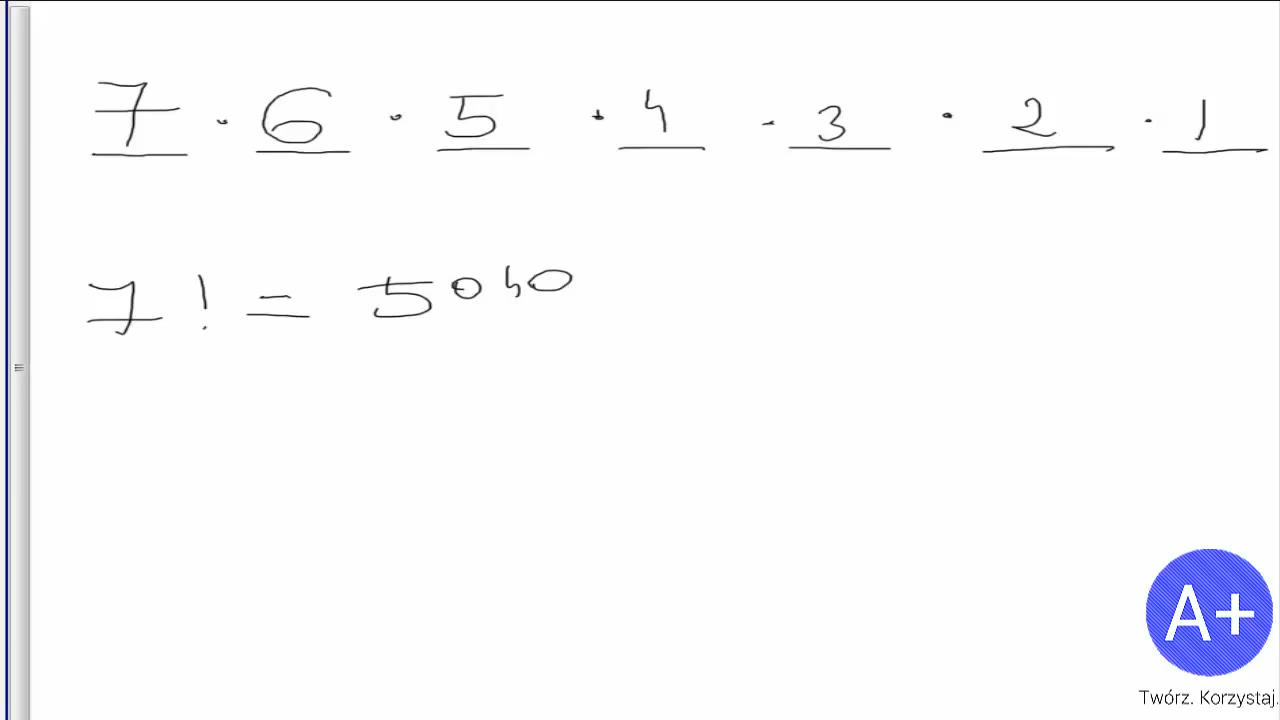 7 · 6 · 5 · 4 · 3 · 2 · 1
7! = 5040
A+
Twórz. Korzystaj.